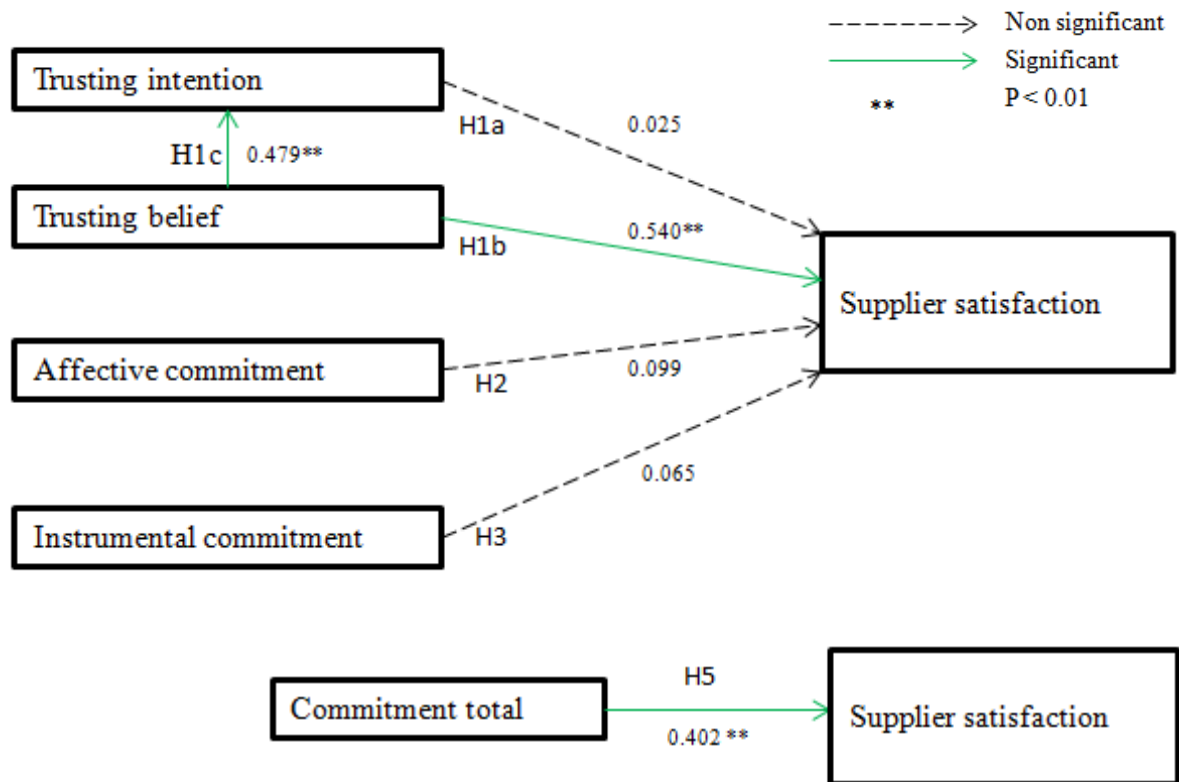 Non significant
Significant
** P < 0.01
Trusting intention
H1a
0.025
H1c
0.479**
Trusting belief
H1b
0.540**
Supplier satisfaction
Affective commitment
H2
0.099
0.065
Instrumental commitment
H3
H5
Commitment total
0.402 **
Supplier satisfaction